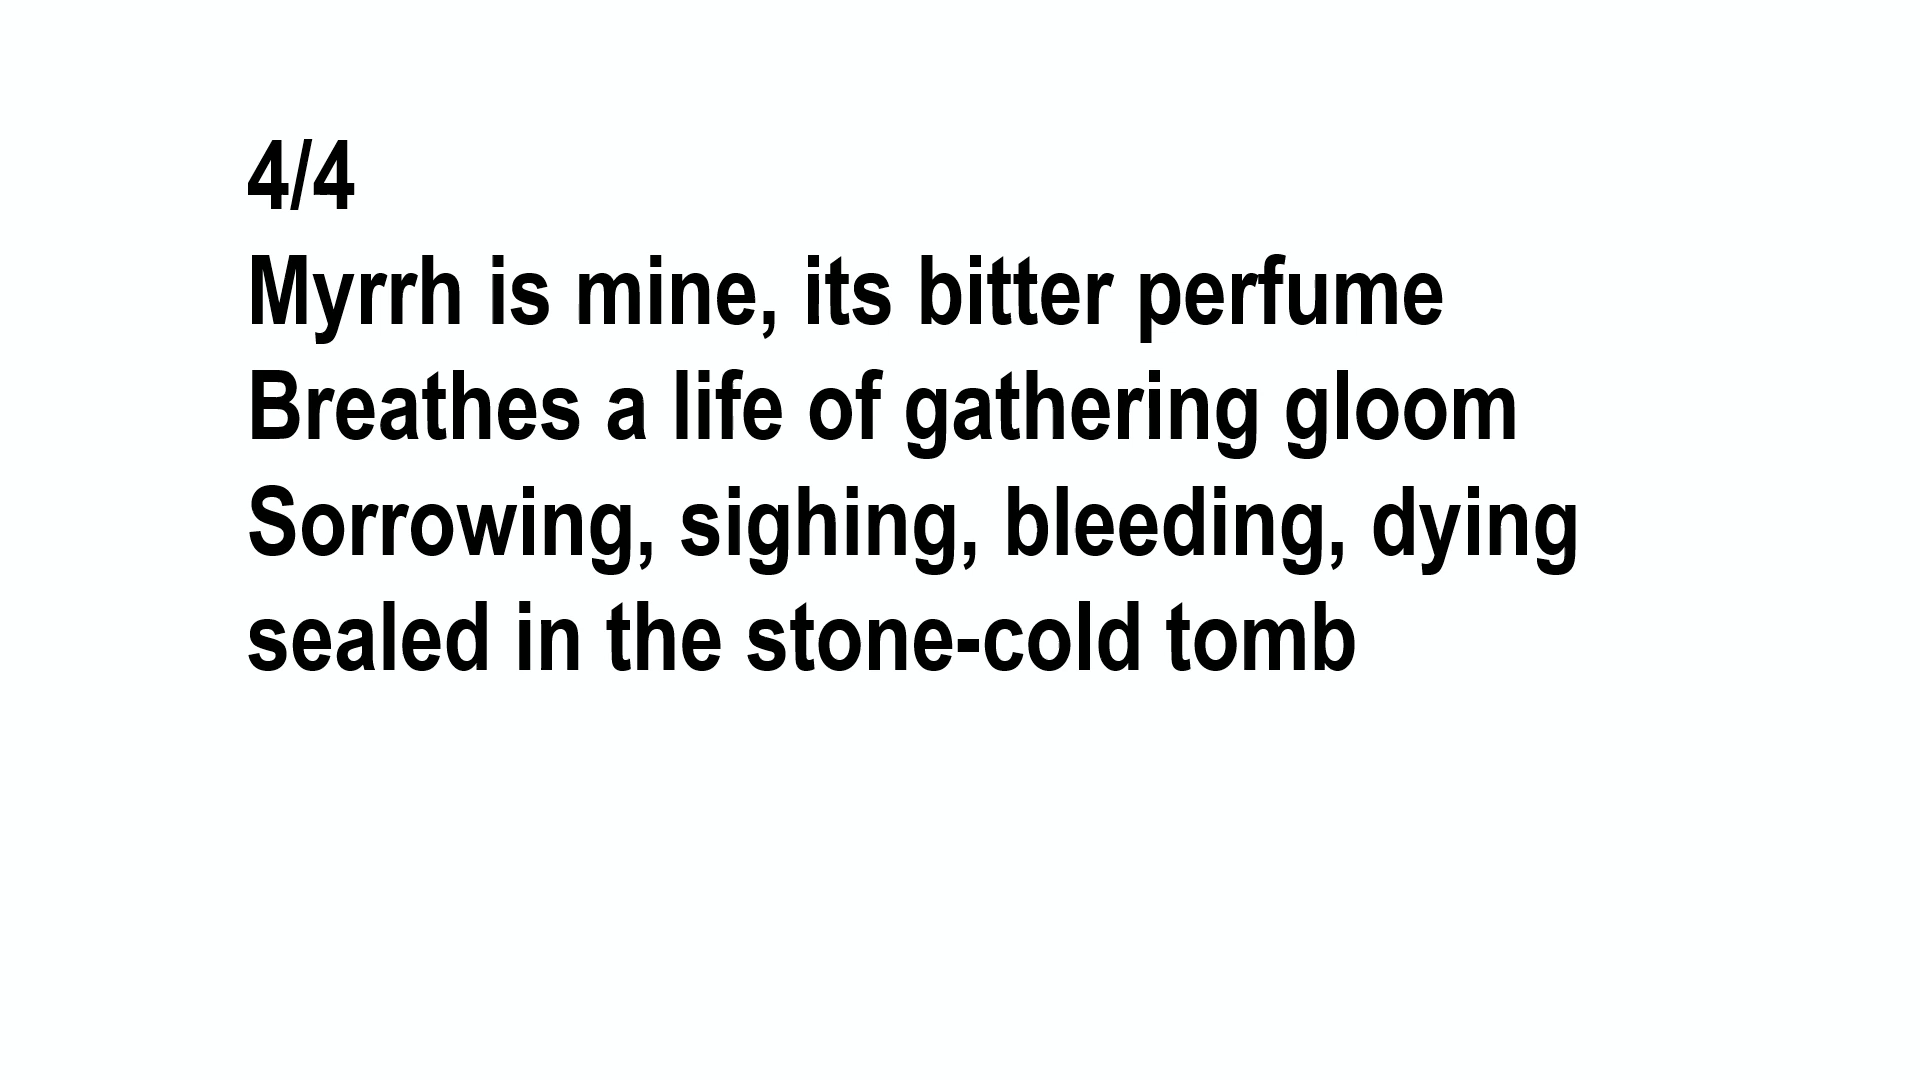 4/4
Myrrh is mine, its bitter perfume
Breathes a life of gathering gloom
Sorrowing, sighing, bleeding, dying
sealed in the stone-cold tomb